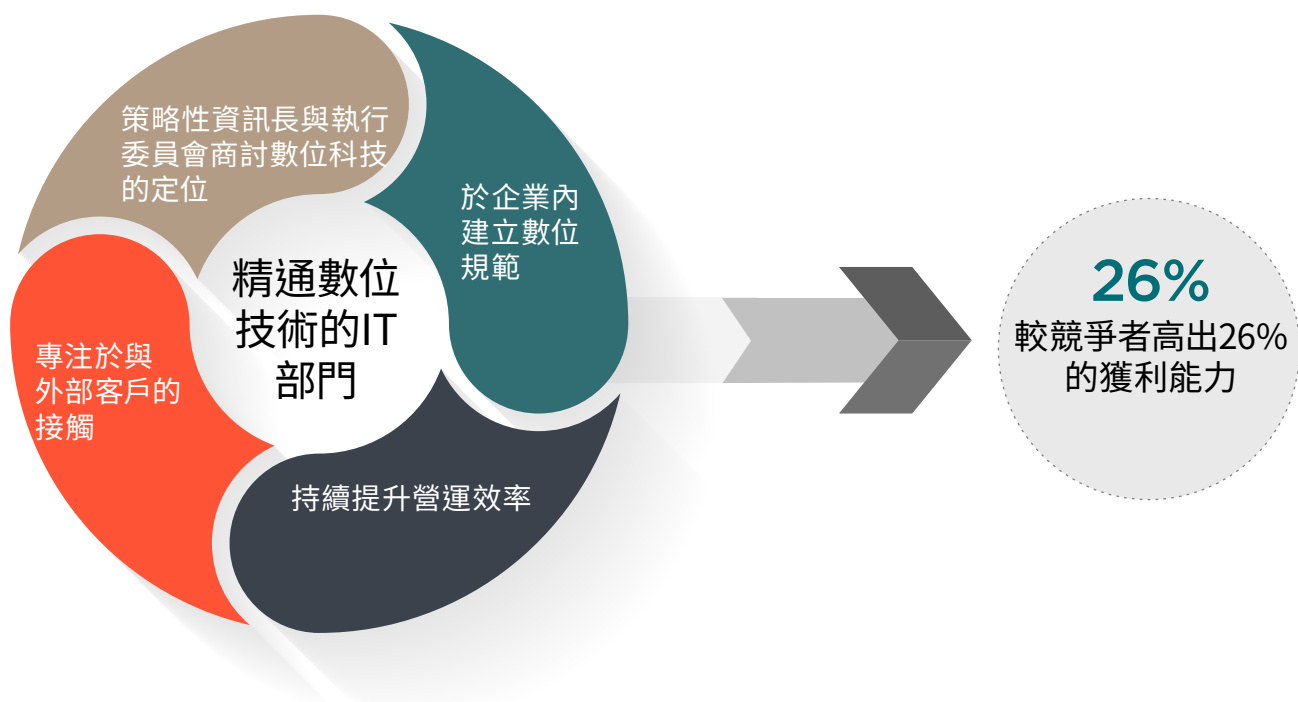 策略性資訊長與執行
委員會商討數位科技
的定位
於企業內
建立數位
規範
精通數位
技術的IT
部門
專注於與
外部客戶的
接觸
持續提升營運效率
26%
較競爭者高出26%
的獲利能力